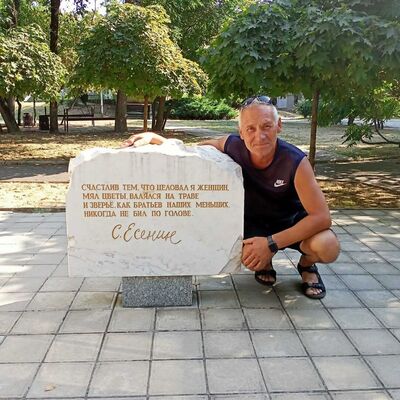 СЧАСТЛИВ ТЕМ, ЧТО ЦЕЛОВАЛ Я ЖЕНЩИН,
МЯЛ ЦВЕТЫ, ВАЛЯЛСЯ НА ТРАВЕ
И ЗВЕРЬЁ, КАК БРАТЬЕВ НАШИХ МЕНЬШИХ,
НИКОГДА НЕ БИЛ ПО ГОЛОВЕ.
С. Есенин